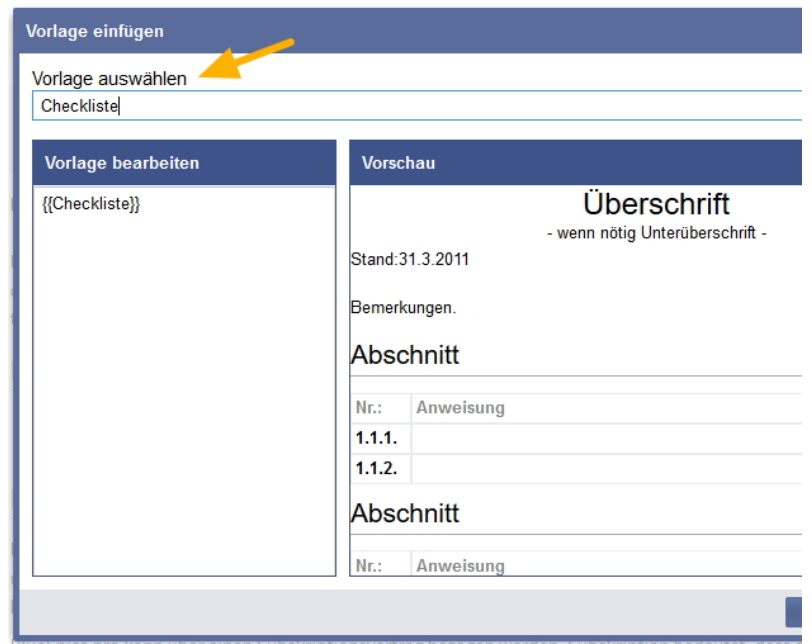 Vorlage einfügen
Vorlage auswählen
Checkliste
Vorlage bearbeiten
{{Checkliste}}
Vorschau
Überschrift
- wenn nötig Unterüberschrift -
Stand:31.3.2011
Bemerkungen.
Abschnitt
Nr.: Anweisung
1.1.1.
1.1.2.
Abschnitt
Nr.: Anweisung